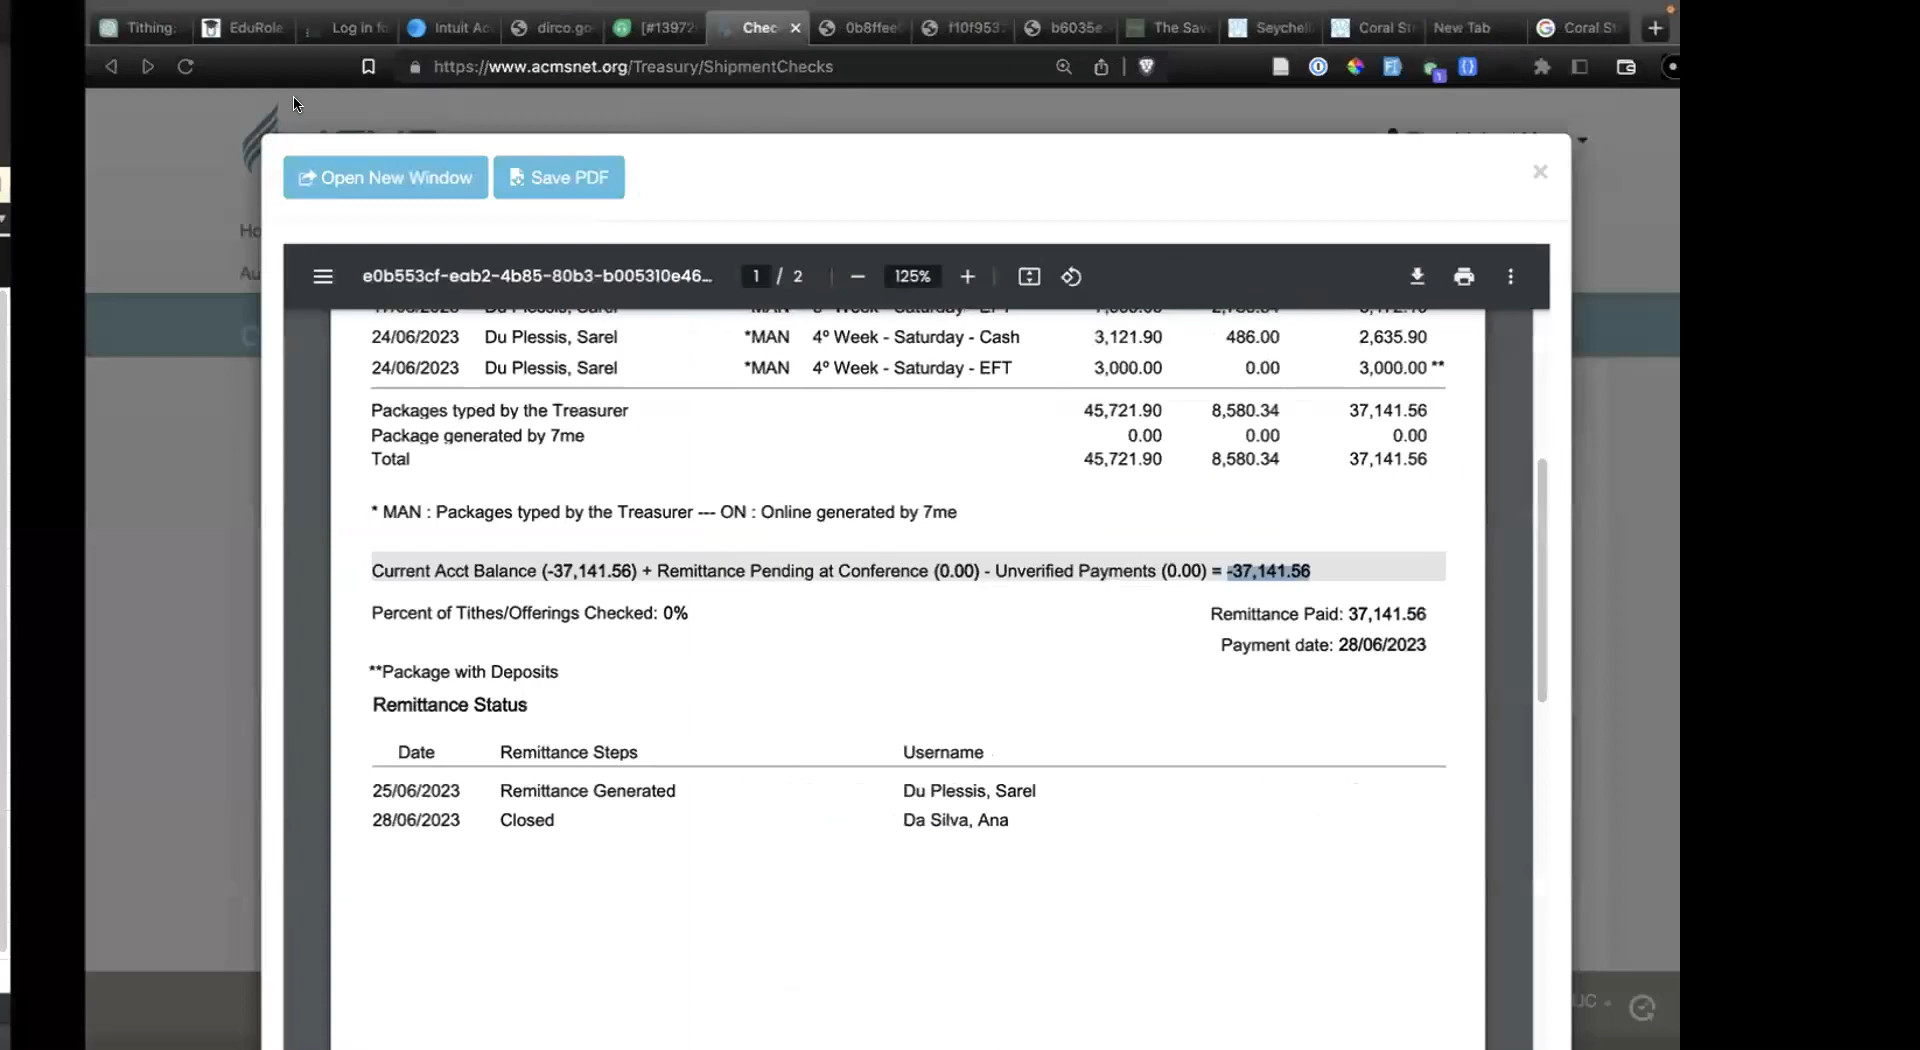 Tithing: EduRole Log in fo Intuit Acc dirco.go [#13972 Chec 0b8ffee f10f953 b6035e The Sav Seychell Coral St New Tab Coral St
https://www.acmsnet.org/Treasury/ShipmentChecks
Open New Window Save PDF
e0b553cf-eab2-4b85-80b3-b005310e46... 1 / 2 125%
24/06/2023 Du Plessis, Sarel *MAN 4º Week - Saturday - Cash 3,121.90 486.00 2,635.90
24/06/2023 Du Plessis, Sarel *MAN 4º Week - Saturday - EFT 3,000.00 0.00 3,000.00 **
Packages typed by the Treasurer 45,721.90 8,580.34 37,141.56
Package generated by 7me 0.00 0.00 0.00
Total 45,721.90 8,580.34 37,141.56
* MAN : Packages typed by the Treasurer --- ON : Online generated by 7me
Current Acct Balance (-37,141.56) + Remittance Pending at Conference (0.00) - Unverified Payments (0.00) = -37,141.56
Percent of Tithes/Offerings Checked: 0% Remittance Paid: 37,141.56
Payment date: 28/06/2023
**Package with Deposits
Remittance Status
Date Remittance Steps Username
25/06/2023 Remittance Generated Du Plessis, Sarel
28/06/2023 Closed Da Silva, Ana